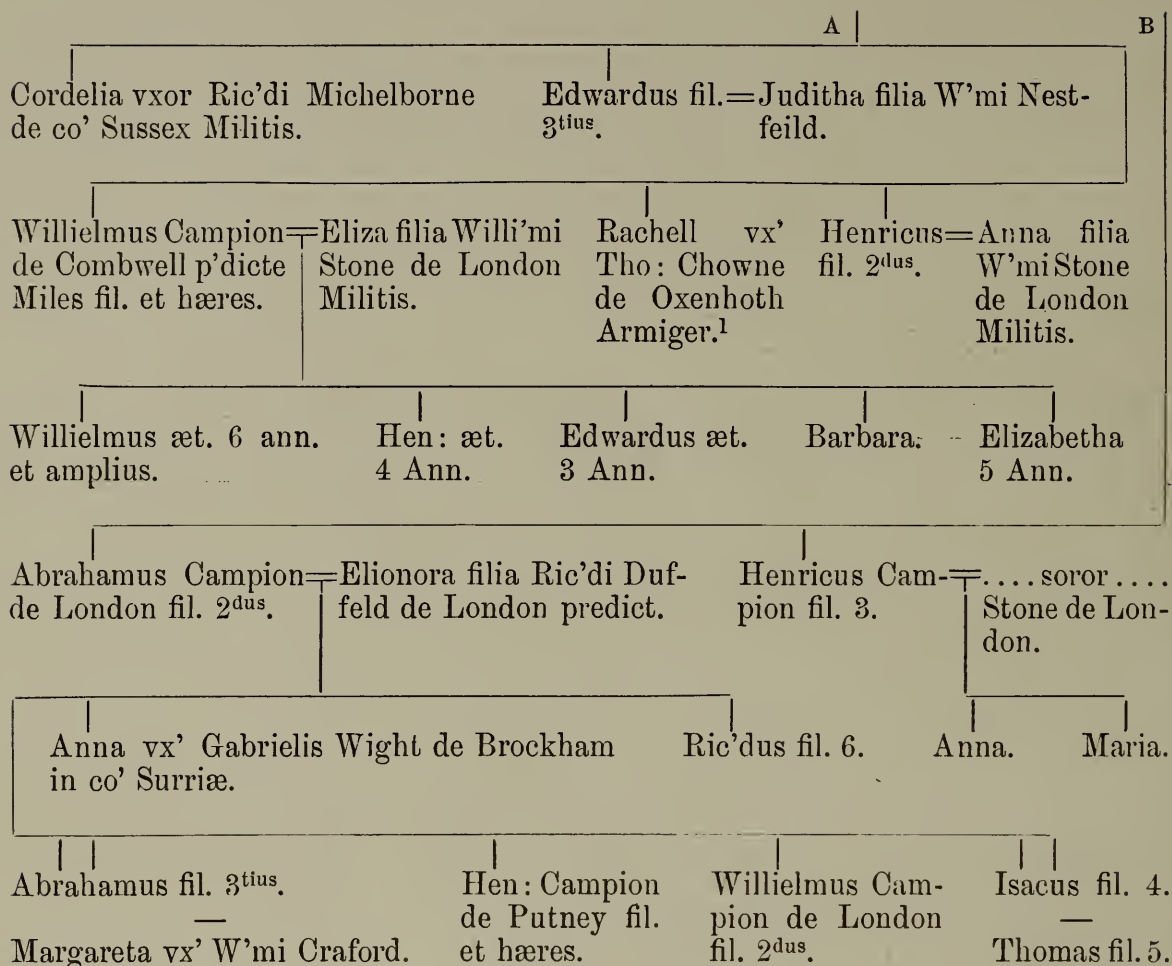 A B
Cordelia vxor Ric'di Michelborne
de co' Sussex Militis.
Edwardus fil.=Juditha filia W'mi Nest-
3tius. feild.
Willielmus Campion=Eliza filia Willi'mi
de Combwell p'dicte Stone de London
Miles fil. et hæres. Militis.
Rachell vx'
Tho: Chowne
de Oxenhoth
Armiger.1
Henricus=Anna filia
fil. 2dus. W'mi Stone
de London
Militis.
Willielmus æt. 6 ann.
et amplius.
Hen: æt.
4 Ann.
Edwardus æt.
3 Ann.
Barbara.
Elizabetha
5 Ann.
Abrahamus Campion=Elionora filia Ric'di Duf-
de London fil. 2dus. feld de London predict.
Henricus Cam-=....soror....
pion fil. 3. Stone de Lon-
don.
Anna vx' Gabrielis Wight de Brockham
in co' Surriæ.
Ric'dus fil. 6.
Anna.
Maria.
Abrahamus fil. 3tius.
—
Margareta vx' W'mi Craford.
Hen: Campion
de Putney fil.
et hæres.
Willielmus Cam-
pion de London
fil. 2dus.
Isacus fil. 4.
—
Thomas fil. 5.